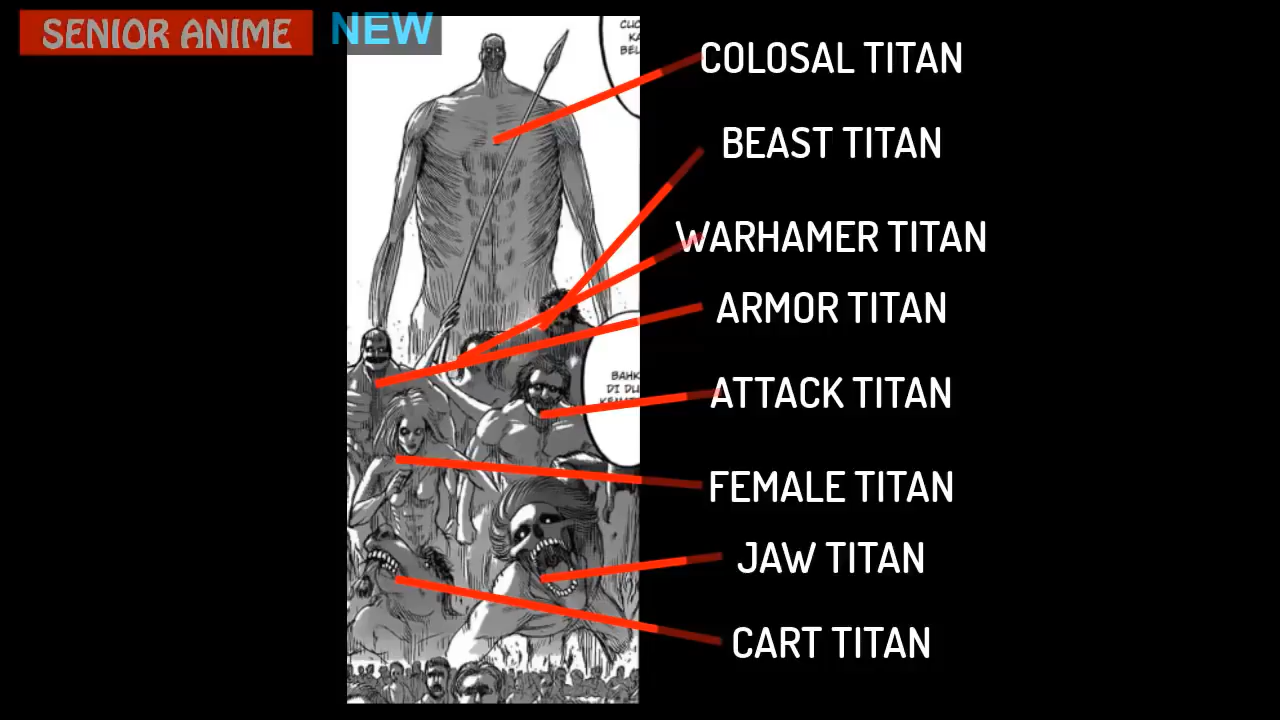 SENIOR ANIME
NEW
COLOSAL TITAN
BEAST TITAN
WARHAMER TITAN
ARMOR TITAN
ATTACK TITAN
FEMALE TITAN
JAW TITAN
CART TITAN